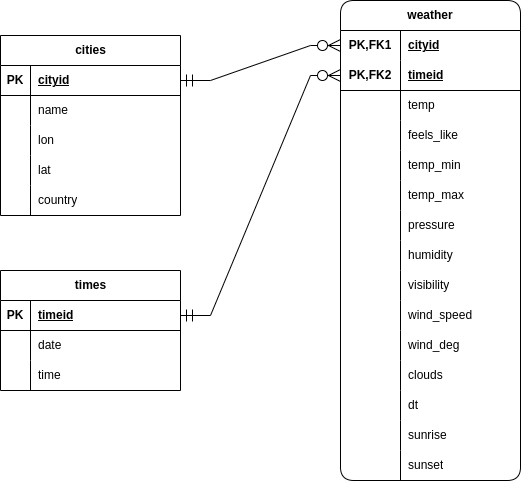 cities
PK cityid
name
lon
lat
country
times
PK timeid
date
time
weather
PK,FK1 cityid
PK,FK2 timeid
temp
feels_like
temp_min
temp_max
pressure
humidity
visibility
wind_speed
wind_deg
clouds
dt
sunrise
sunset